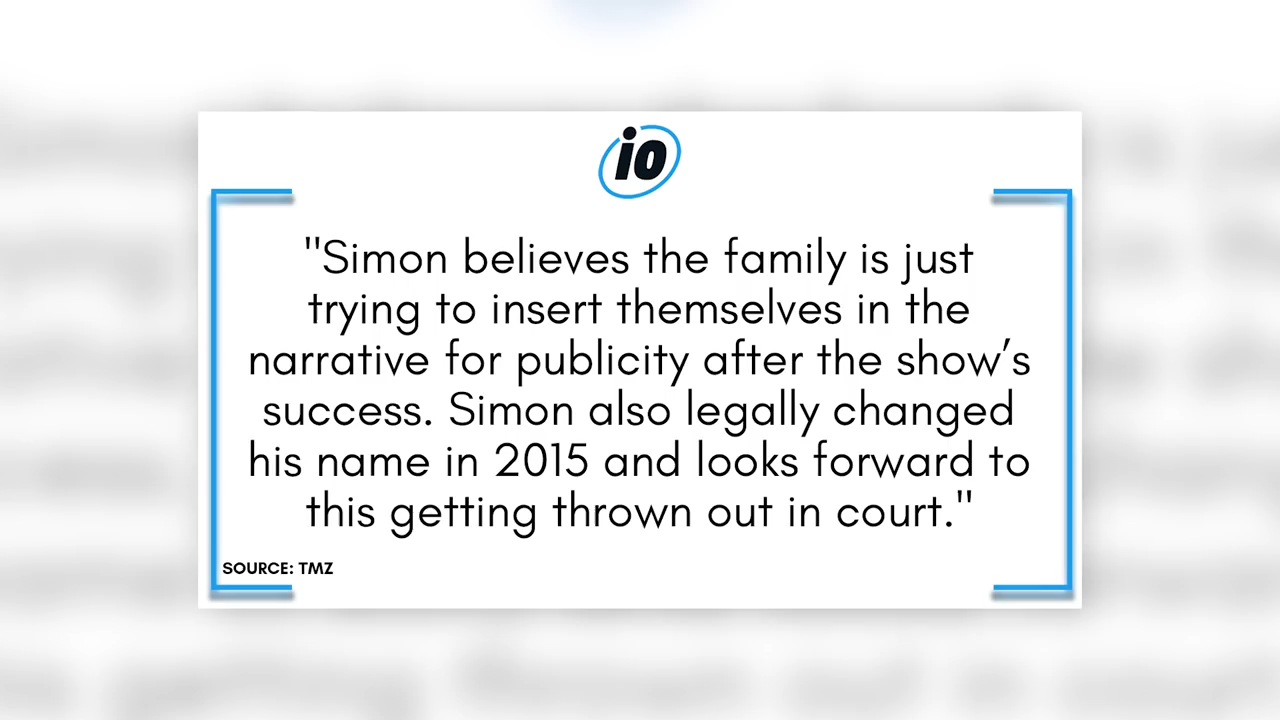 io
"Simon believes the family is just
trying to insert themselves in the
narrative for publicity after the show’s
success. Simon also legally changed
his name in 2015 and looks forward to
this getting thrown out in court."
SOURCE: TMZ